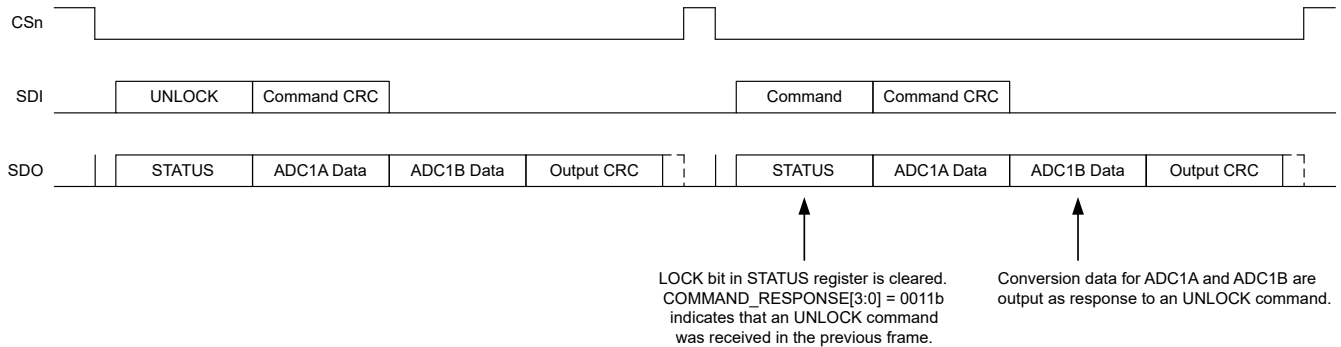 CSn
SDI
UNLOCK
Command CRC
Command
Command CRC
SDO
STATUS
ADC1A Data
ADC1B Data
Output CRC
STATUS
ADC1A Data
ADC1B Data
Output CRC
LOCK bit in STATUS register is cleared.
COMMAND_RESPONSE[3:0] = 0011b
indicates that an UNLOCK command
was received in the previous frame.
Conversion data for ADC1A and ADC1B are
output as response to an UNLOCK command.